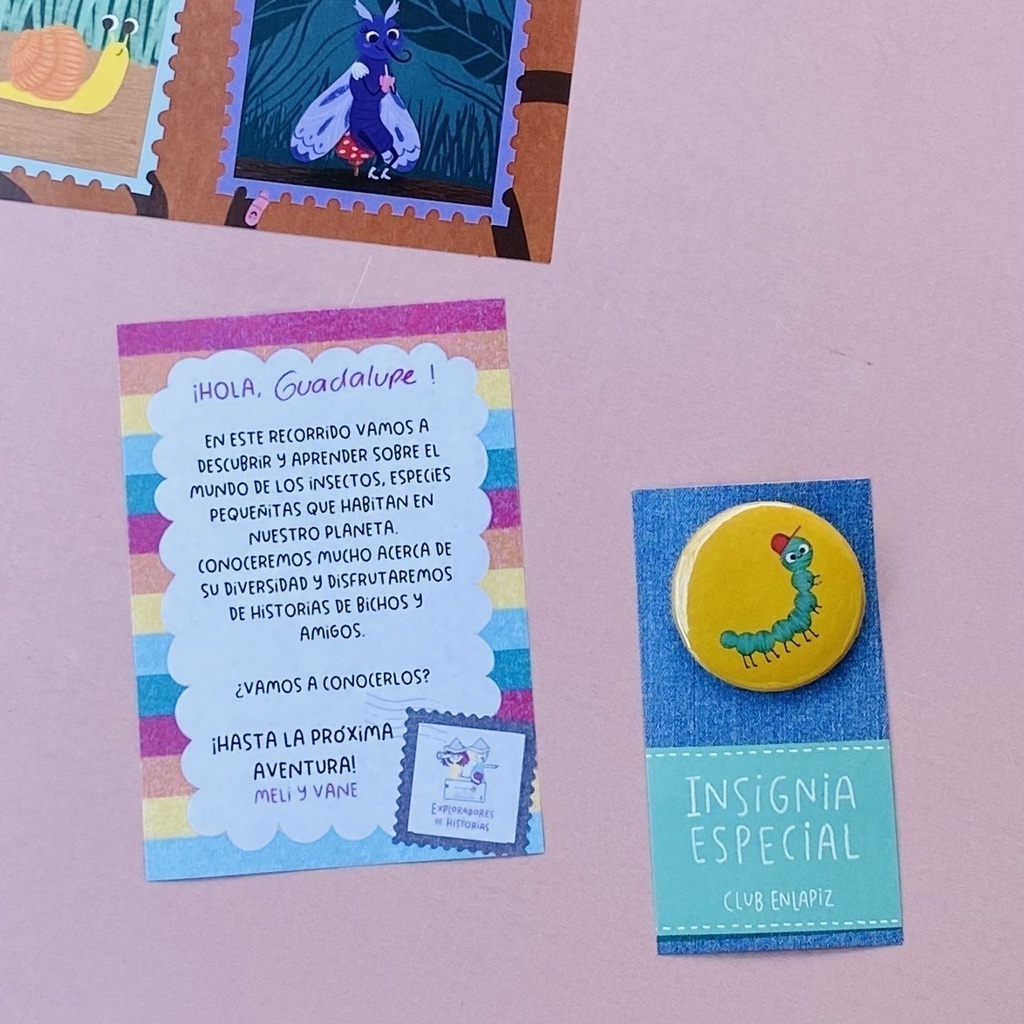 ¡HOLA, Guadalupe !
EN ESTE RECORRIDO VAMOS A
DESCUBRIR Y APRENDER SOBRE EL
MUNDO DE LOS INSECTOS, ESPECIES
PEQUEÑITAS QUE HABITAN EN
NUESTRO PLANETA.
CONOCEREMOS MUCHO ACERCA DE
SU DIVERSIDAD Y DISFRUTAREMOS
DE HISTORIAS DE BICHOS Y
AMIGOS.
¿VAMOS A CONOCERLOS?
¡HASTA LA PRÓXIMA
AVENTURA!
MELI Y VANE
EXPLORADORES
DE HISTORIAS
INSIGNIA
ESPECIAL
CLUB ENLAPIZ